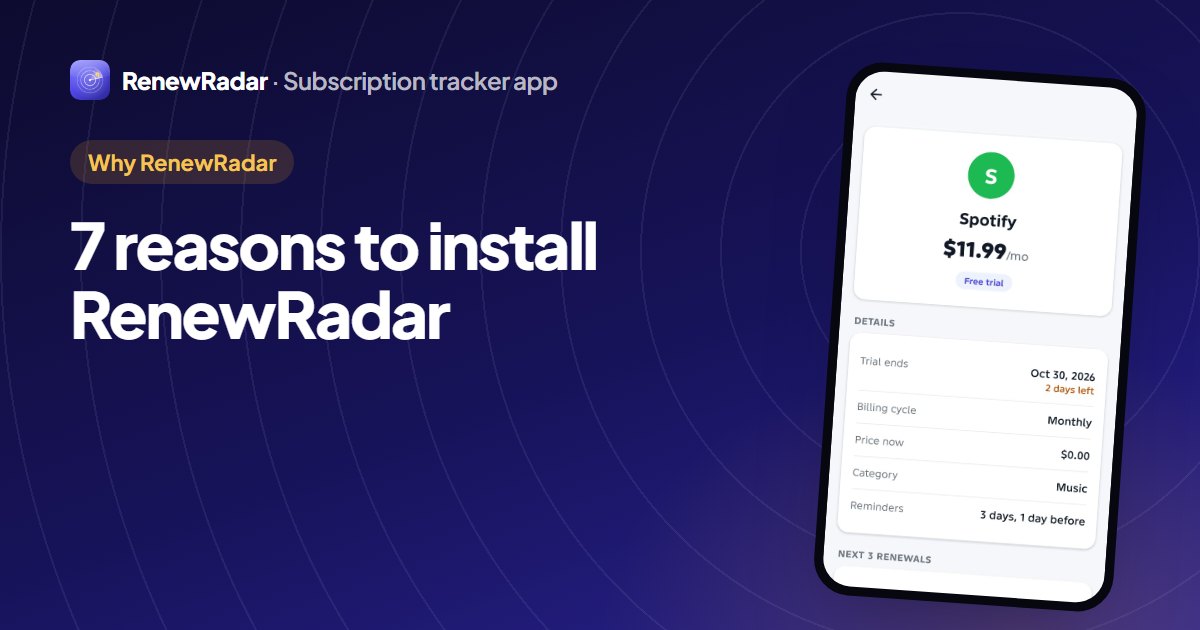 RenewRadar · Subscription tracker app
Why RenewRadar
7 reasons to install
RenewRadar
S
Spotify
$11.99/mo
Free trial
DETAILS
Trial ends
Oct 30, 2026
2 days left
Billing cycle
Monthly
Price now
$0.00
Category
Music
Reminders
3 days, 1 day before
NEXT 3 RENEWALS